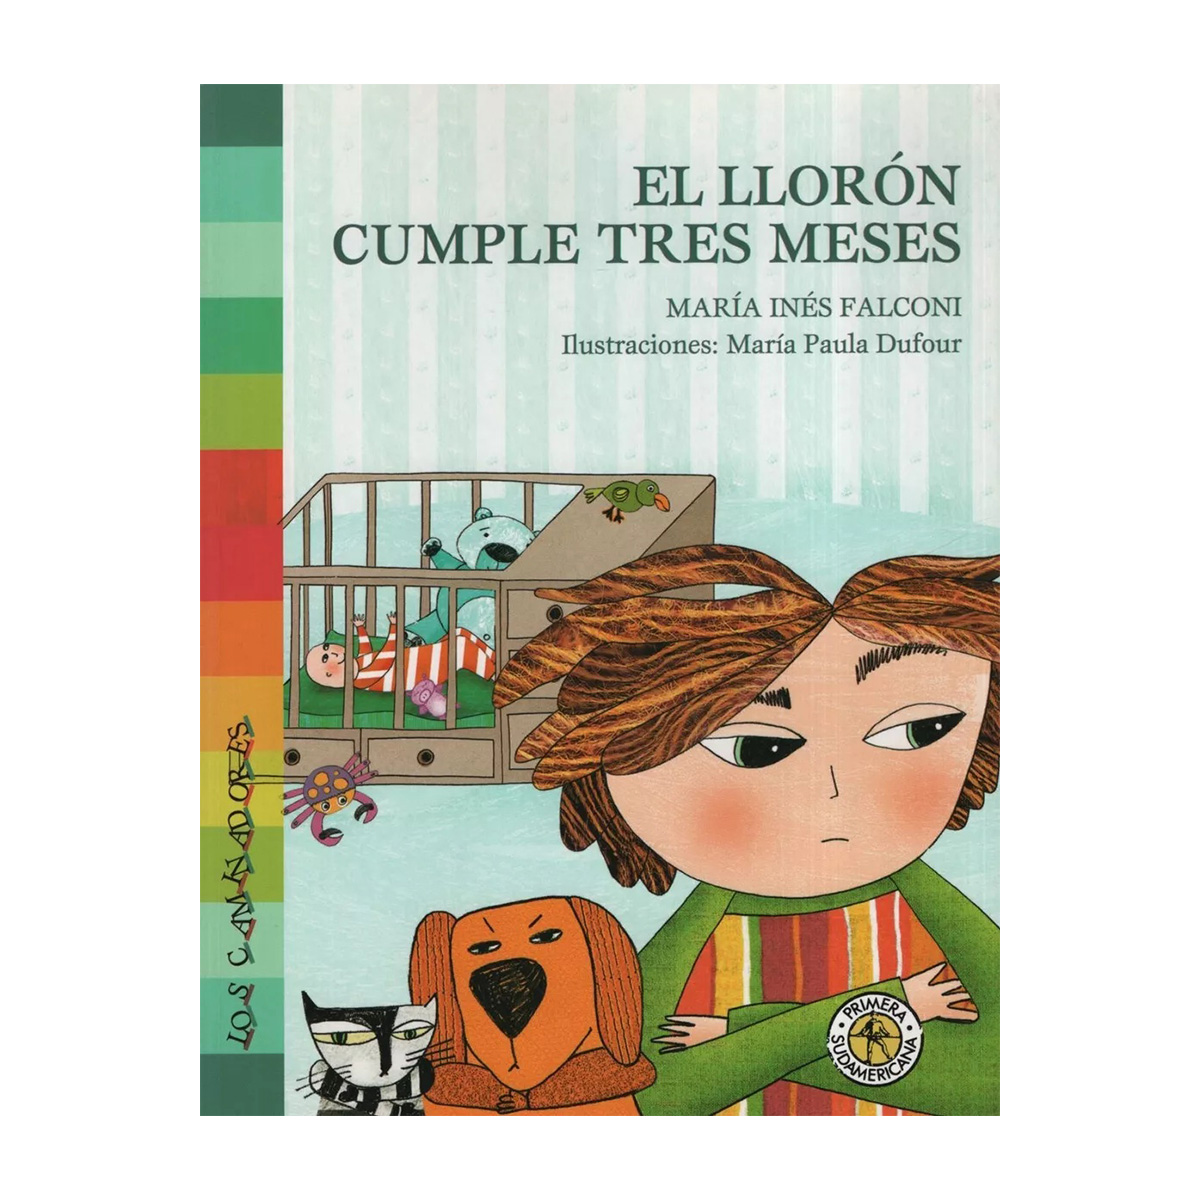 EL LLORÓN
CUMPLE TRES MESES
MARÍA INÉS FALCONI
Ilustraciones: María Paula Dufour
LOS CAMINADORES
PRIMERA
SUDAMERICANA